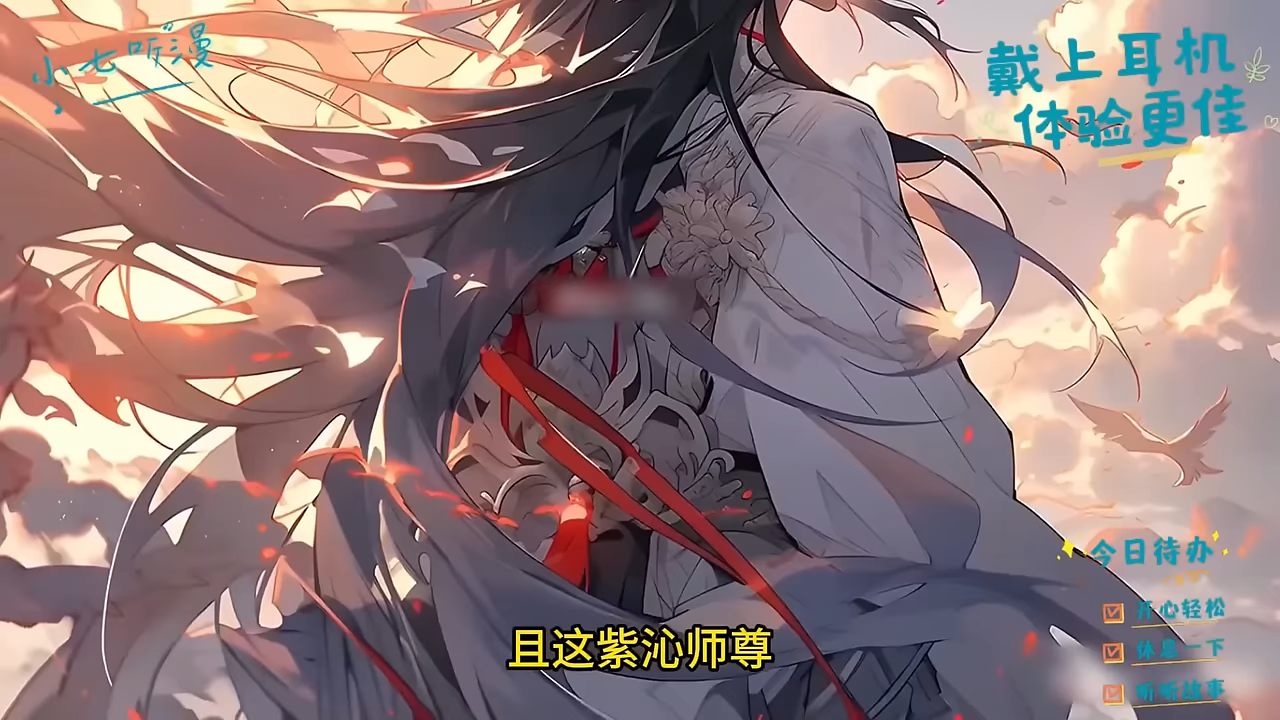 小七听漫
戴上耳机
体验更佳
且这紫沁师尊
今日待办
开心轻松
休息一下
听听故事